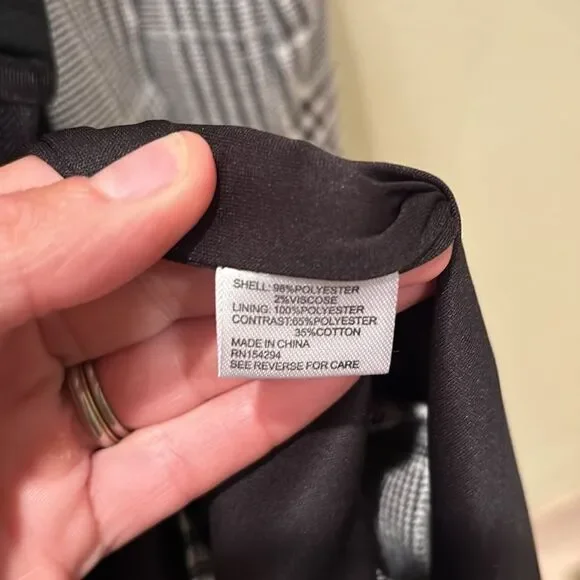 SHELL: 98%POLYESTER
2%VISCOSE
LINING: 100%POLYESTER
CONTRAST:65%POLYESTER
35%COTTON
MADE IN CHINA
RN154294
SEE REVERSE FOR CARE